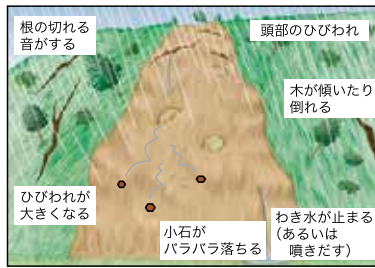 根の切れる
音がする
頭部のひびわれ
木が傾いたり
倒れる
ひびわれが
大きくなる
小石が
バラバラ落ちる
わき水が止まる
(あるいは
噴きだす)